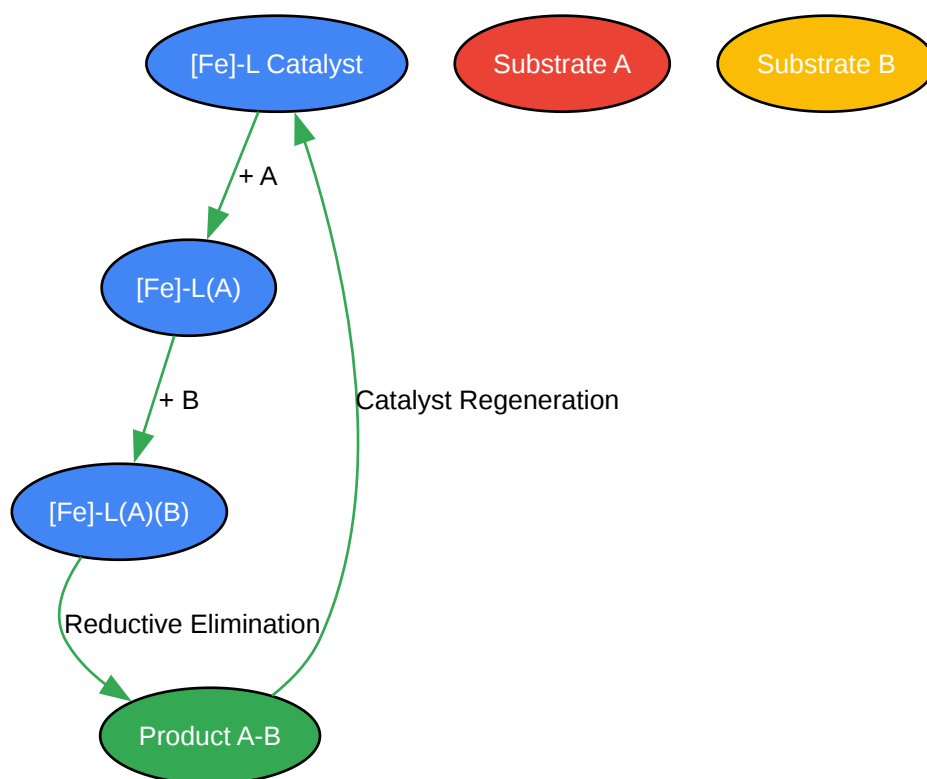 [Fe]-L Catalyst
Substrate A
Substrate B
+ A
[Fe]-L(A)
+ B
Catalyst Regeneration
[Fe]-L(A)(B)
Reductive Elimination
Product A-B